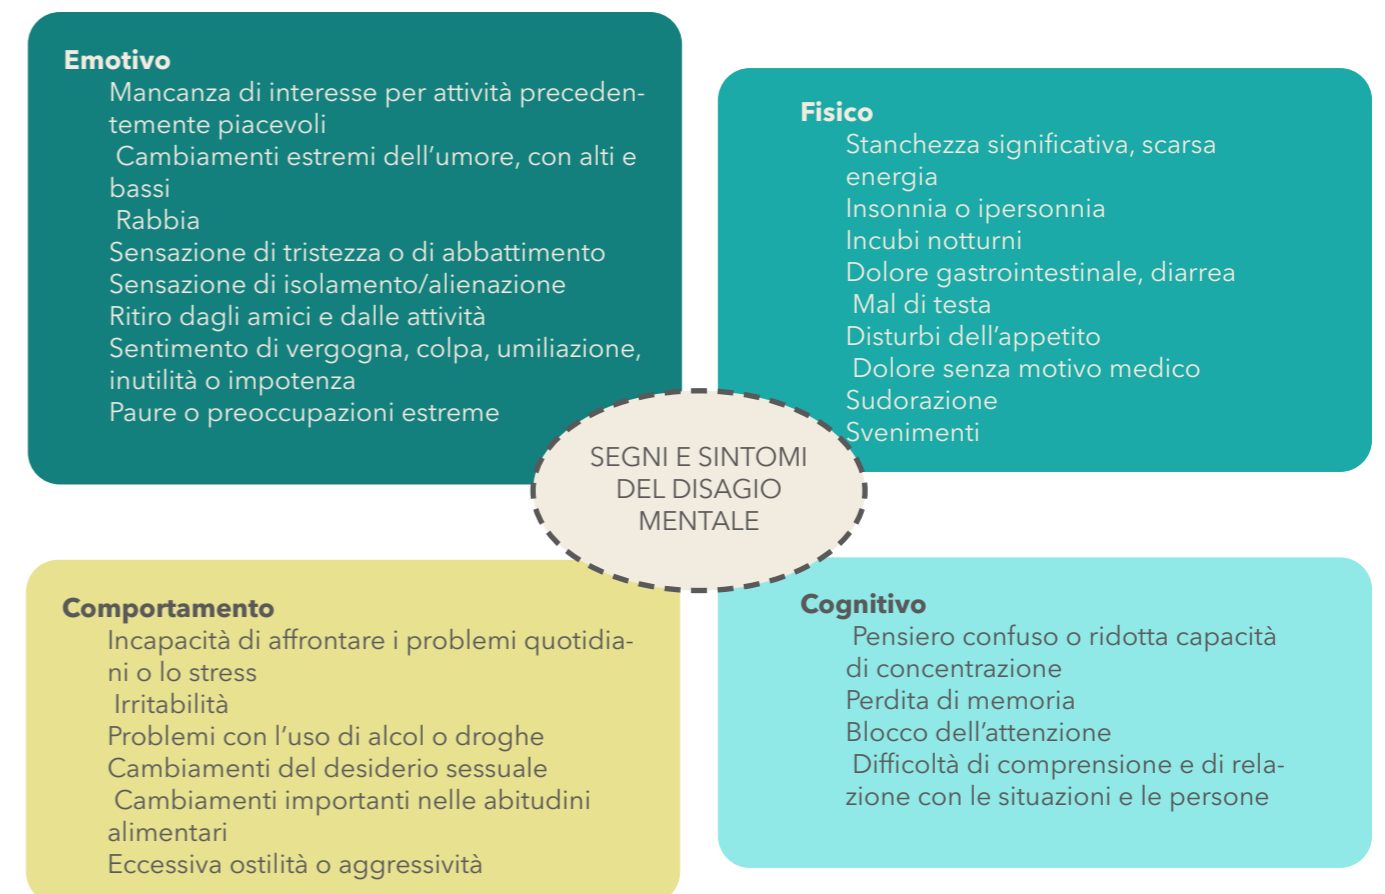 Emotivo
Mancanza di interesse per attività preceden-
temente piacevoli
Cambiamenti estremi dell'umore, con alti e
bassi
Rabbia
Sensazione di tristezza o di abbattimento
Sensazione di isolamento/alienazione
Ritiro dagli amici e dalle attività
Sentimento di vergogna, colpa, umiliazione,
inutilità o impotenza
Paure o preoccupazioni estreme
Fisico
Stanchezza significativa, scarsa
energia
Insonnia o ipersonnia
Incubi notturni
Dolore gastrointestinale, diarrea
Mal di testa
Disturbi dell'appetito
Dolore senza motivo medico
Sudorazione
Svenimenti
SEGNI E SINTOMI
DEL DISAGIO
MENTALE
Comportamento
Incapacità di affrontare i problemi quotidia-
ni o lo stress
Irritabilità
Problemi con l'uso di alcol o droghe
Cambiamenti del desiderio sessuale
Cambiamenti importanti nelle abitudini
alimentari
Eccessiva ostilità o aggressività
Cognitivo
Pensiero confuso o ridotta capacità
di concentrazione
Perdita di memoria
Blocco dell'attenzione
Difficoltà di comprensione e di rela-
zione con le situazioni e le persone